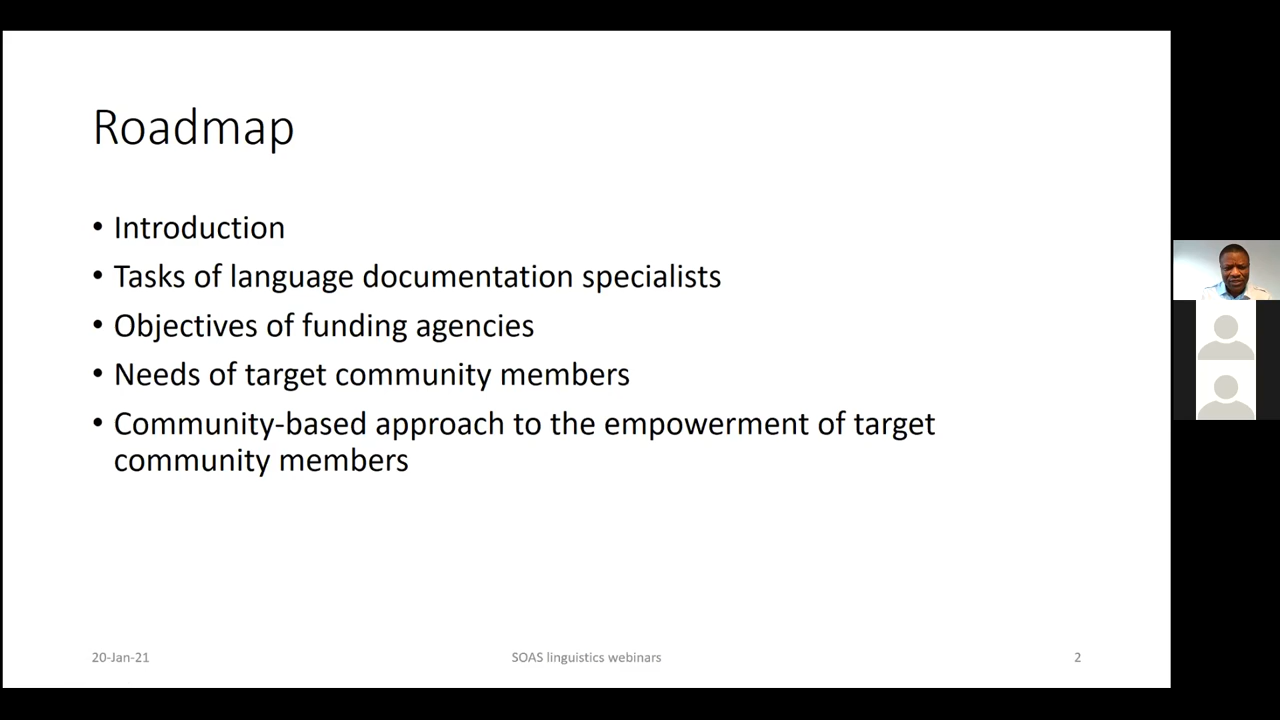 Roadmap
• Introduction
• Tasks of language documentation specialists
• Objectives of funding agencies
• Needs of target community members
• Community-based approach to the empowerment of target
community members
20-Jan-21
SOAS linguistics webinars
2